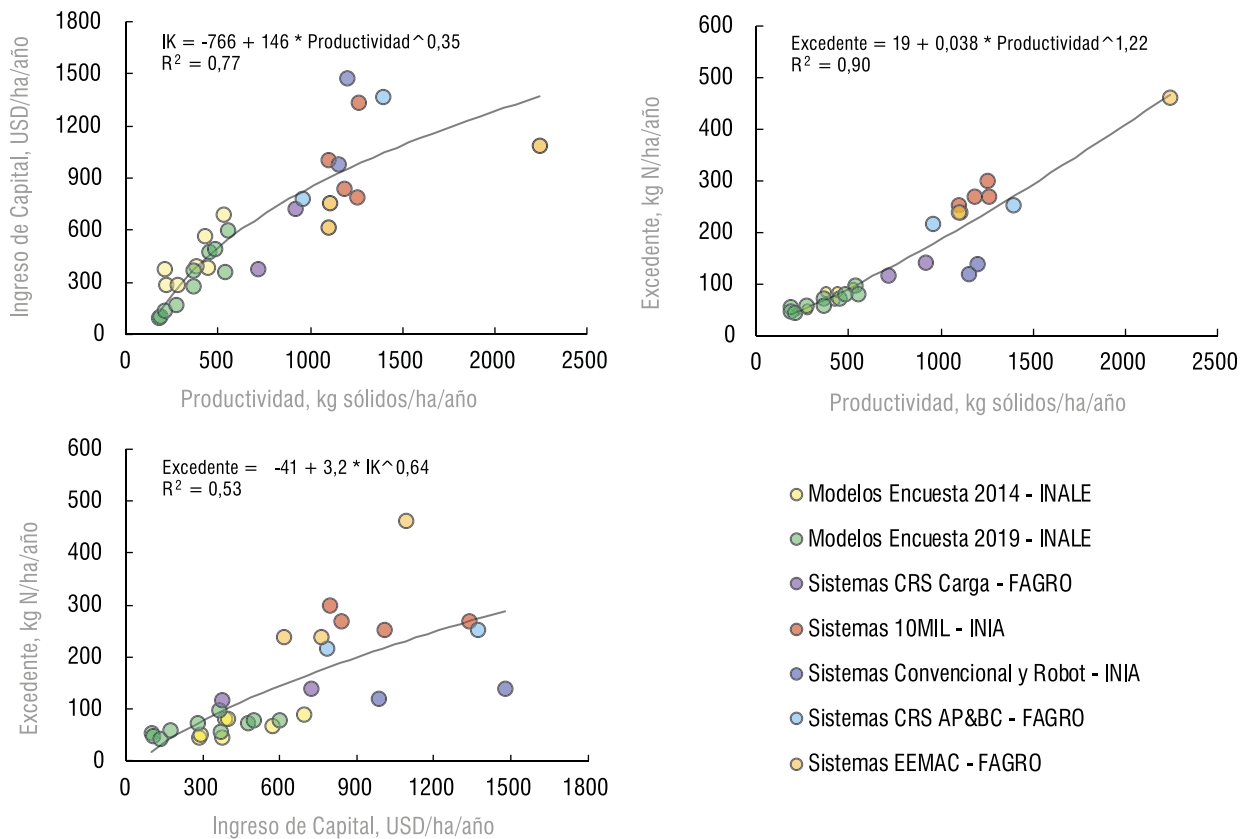 1800
1500
1200
900
600
300
0
Ingreso de Capital, USD/ha/año
IK = -766 + 146 * Productividad^0,35
R² = 0,77
0 500 1000 1500 2000 2500
Productividad, kg sólidos/ha/año
600
500
400
300
200
100
0
Excedente, kg N/ha/año
Excedente = 19 + 0,038 * Productividad^1,22
R² = 0,90
0 500 1000 1500 2000 2500
Productividad, kg sólidos/ha/año
600
500
400
300
200
100
0
Excedente, kg N/ha/año
Excedente = -41 + 3,2 * IK^0,64
R² = 0,53
0 300 600 900 1200 1500 1800
Ingreso de Capital, USD/ha/año
Modelos Encuesta 2014 - INALE
Modelos Encuesta 2019 - INALE
Sistemas CRS Carga - FAGRO
Sistemas 10MIL - INIA
Sistemas Convencional y Robot - INIA
Sistemas CRS AP&BC - FAGRO
Sistemas EEMAC - FAGRO